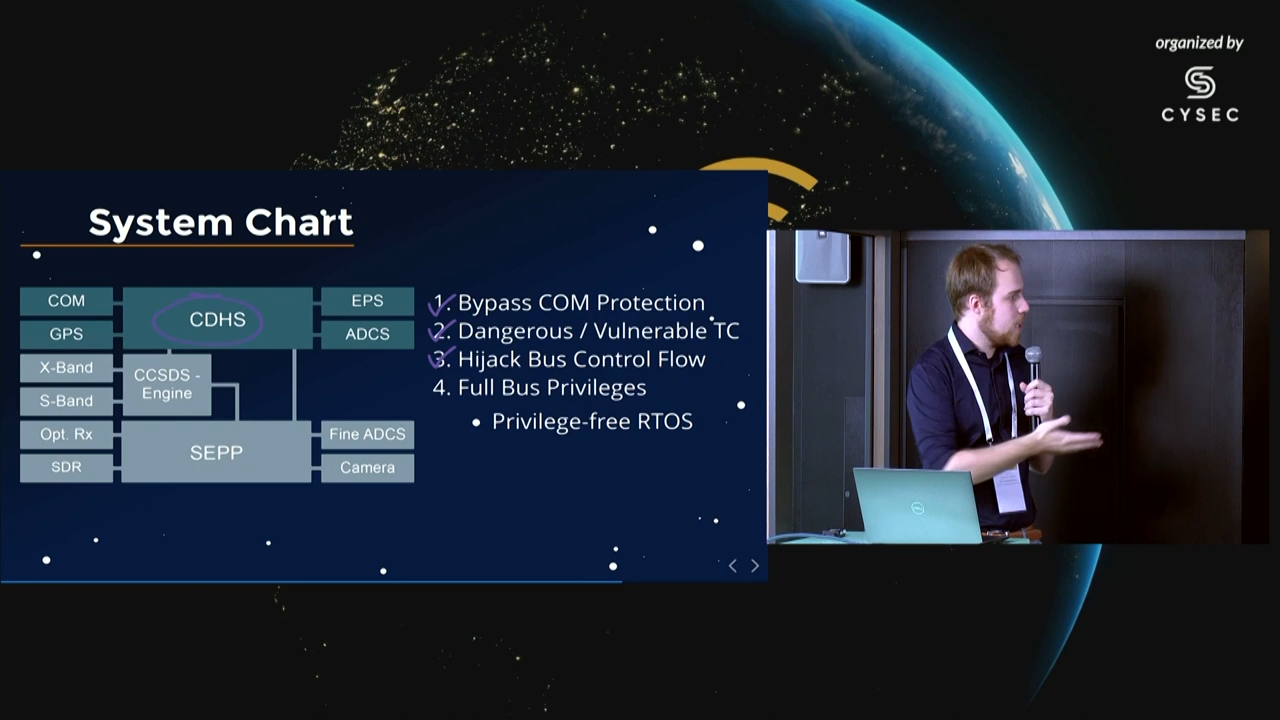 organized by
CYSEC
System Chart
COM
GPS
X-Band
S-Band
Opt. Rx
SDR
CDHS
CCSDS -
Engine
SEPP
EPS
ADCS
Fine ADCS
Camera
1. Bypass COM Protection
2. Dangerous / Vulnerable TC
3. Hijack Bus Control Flow
4. Full Bus Privileges
• Privilege-free RTOS
DELL